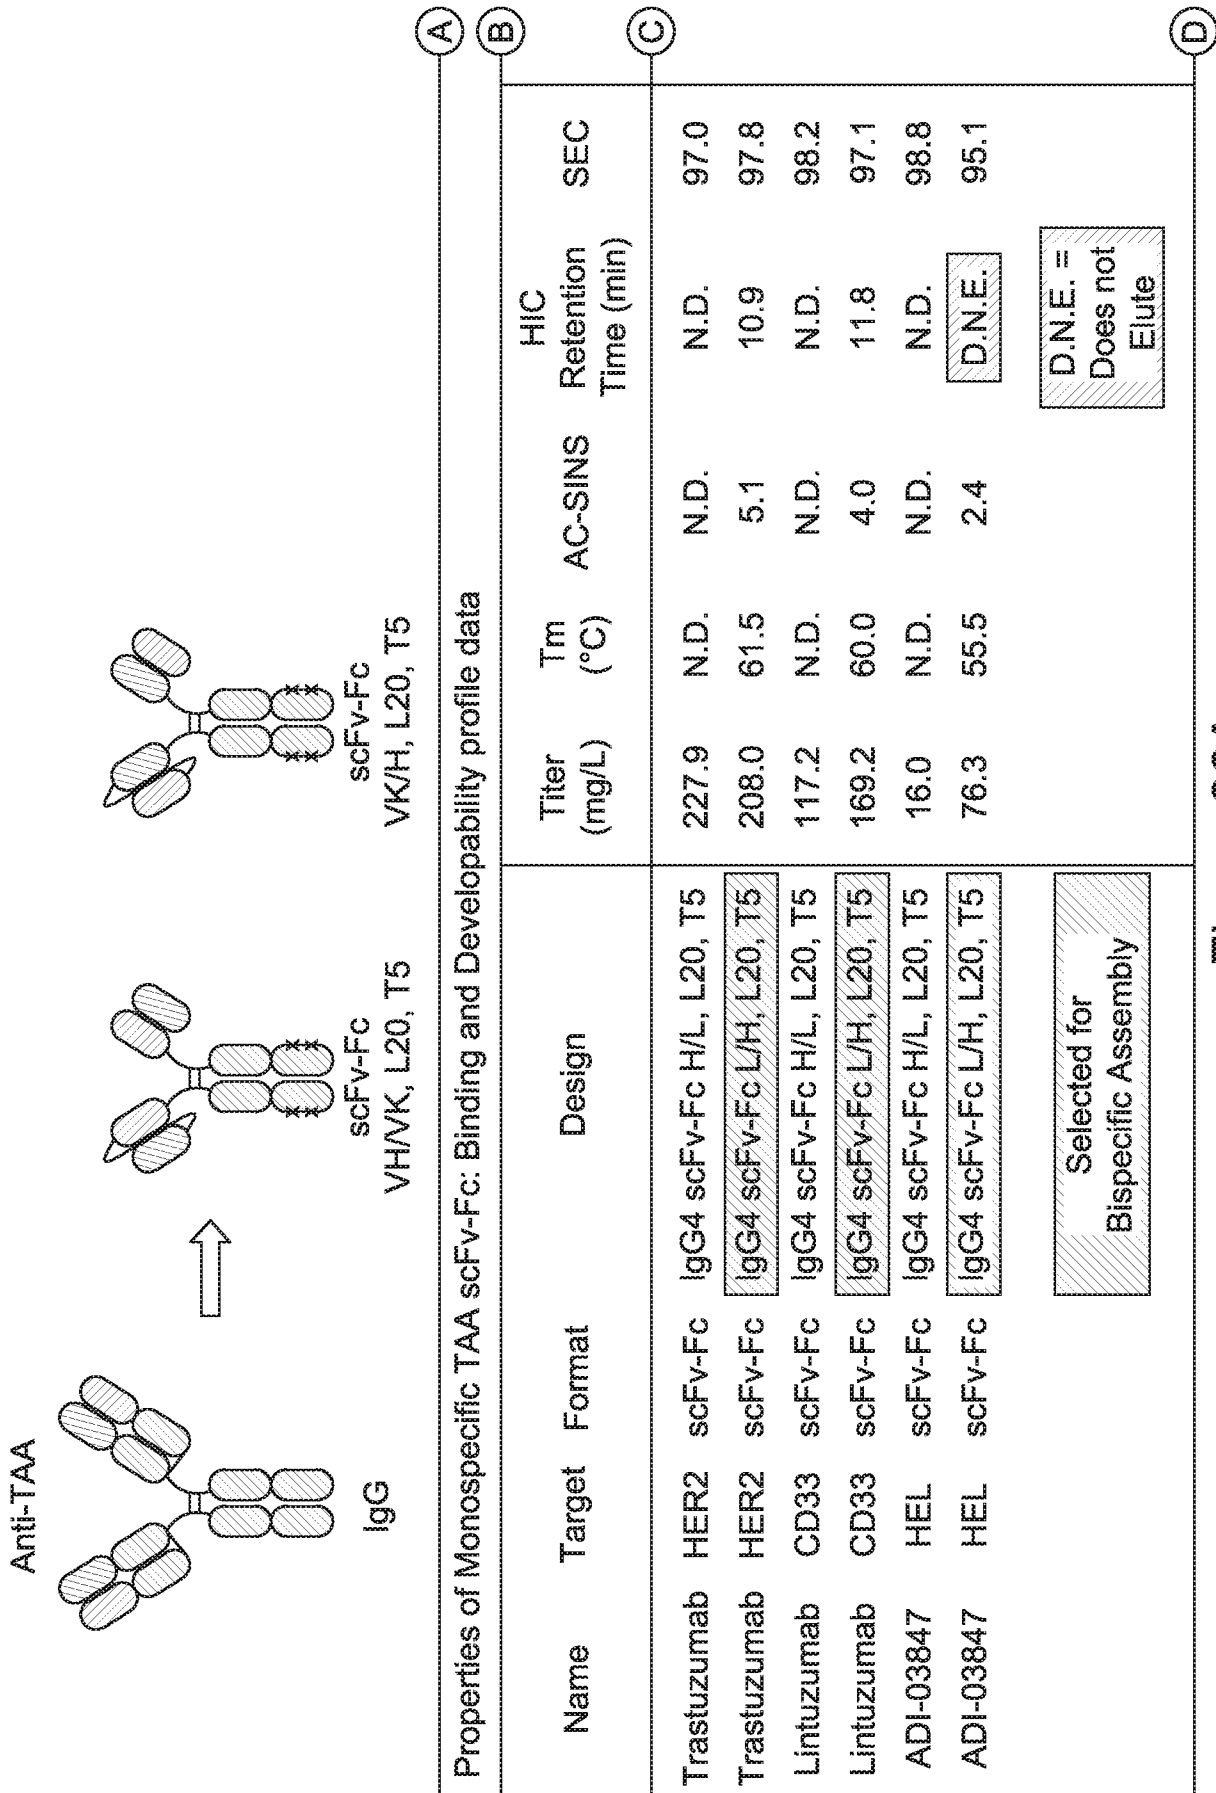 Anti-TAA
IgG
scFv-Fc
VH/VK, L20, T5
scFv-Fc
VK/H, L20, T5
A
Properties of Monospecific TAA scFv-Fc: Binding and Developability profile data
B
Name Target Format Design Titer (mg/L) Tm (°C) AC-SINS HIC Retention Time (min) SEC
C
Trastuzumab HER2 scFv-Fc IgG4 scFv-Fc H/L, L20, T5 227.9 N.D. N.D. N.D. 97.0
Trastuzumab HER2 scFv-Fc IgG4 scFv-Fc L/H, L20, T5 208.0 61.5 5.1 10.9 97.8
Lintuzumab CD33 scFv-Fc IgG4 scFv-Fc H/L, L20, T5 117.2 N.D. N.D. N.D. 98.2
Lintuzumab CD33 scFv-Fc IgG4 scFv-Fc L/H, L20, T5 169.2 60.0 4.0 11.8 97.1
ADI-03847 HEL scFv-Fc IgG4 scFv-Fc H/L, L20, T5 16.0 N.D. N.D. N.D. 98.8
ADI-03847 HEL scFv-Fc IgG4 scFv-Fc L/H, L20, T5 76.3 55.5 2.4 D.N.E. 95.1
Selected for
Bispecific Assembly
D.N.E. =
Does not
Elute
D